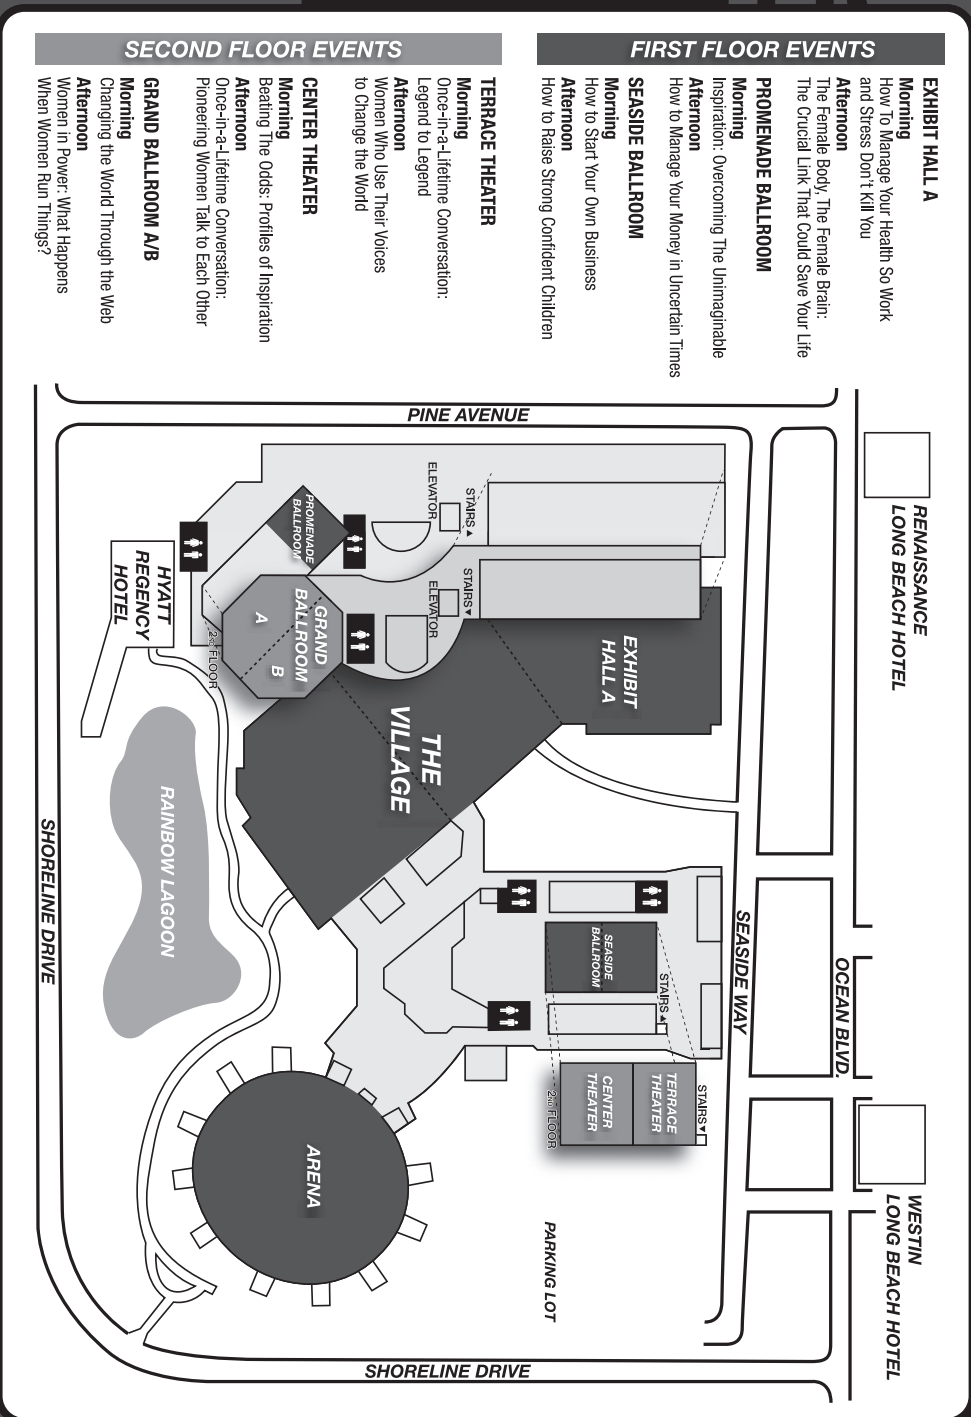 FIRST FLOOR EVENTS
EXHIBIT HALL A
Morning
How To Manage Your Health So Work
and Stress Don't Kill You
Afternoon
The Female Body, The Female Brain:
The Crucial Link That Could Save Your Life
PROMENADE BALLROOM
Morning
Inspiration: Overcoming The Unimaginable
Afternoon
How to Manage Your Money in Uncertain Times
SEASIDE BALLROOM
Morning
How to Start Your Own Business
Afternoon
How to Raise Strong Confident Children
SECOND FLOOR EVENTS
TERRACE THEATER
Morning
Once-in-a-Lifetime Conversation:
Legend to Legend
Afternoon
Women Who Use Their Voices
to Change the World
CENTER THEATER
Morning
Beating The Odds: Profiles of Inspiration
Afternoon
Once-in-a-Lifetime Conversation:
Pioneering Women Talk to Each Other
GRAND BALLROOM A/B
Morning
Changing the World Through the Web
Afternoon
Women in Power: What Happens
When Women Run Things?
RENAISSANCE
LONG BEACH HOTEL
OCEAN BLVD.
WESTIN
LONG BEACH HOTEL
PINE AVENUE
SEASIDE WAY
EXHIBIT
HALL A
STAIRS
ELEVATOR
STAIRS
ELEVATOR
PROMENADE
BALLROOM
GRAND
BALLROOM
A
B
2ND FLOOR
THE
VILLAGE
SEASIDE
BALLROOM
STAIRS
STAIRS
TERRACE
THEATER
CENTER
THEATER
2ND FLOOR
PARKING LOT
ARENA
HYATT
REGENCY
HOTEL
RAINBOW LAGOON
SHORELINE DRIVE
SHORELINE DRIVE